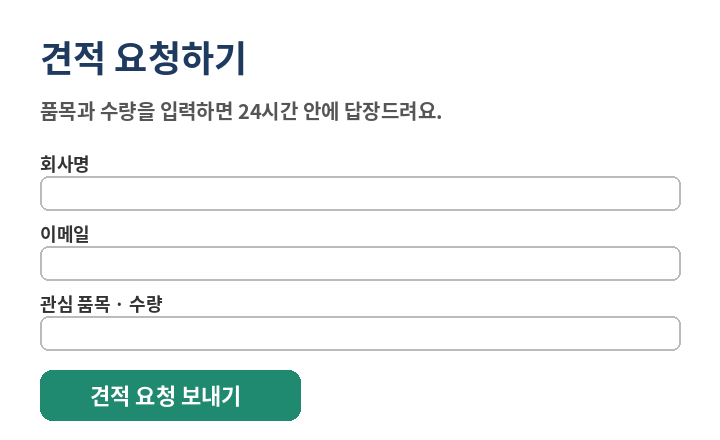 견적 요청하기
품목과 수량을 입력하면 24시간 안에 답장드려요.
회사명
이메일
관심 품목 · 수량
견적 요청 보내기